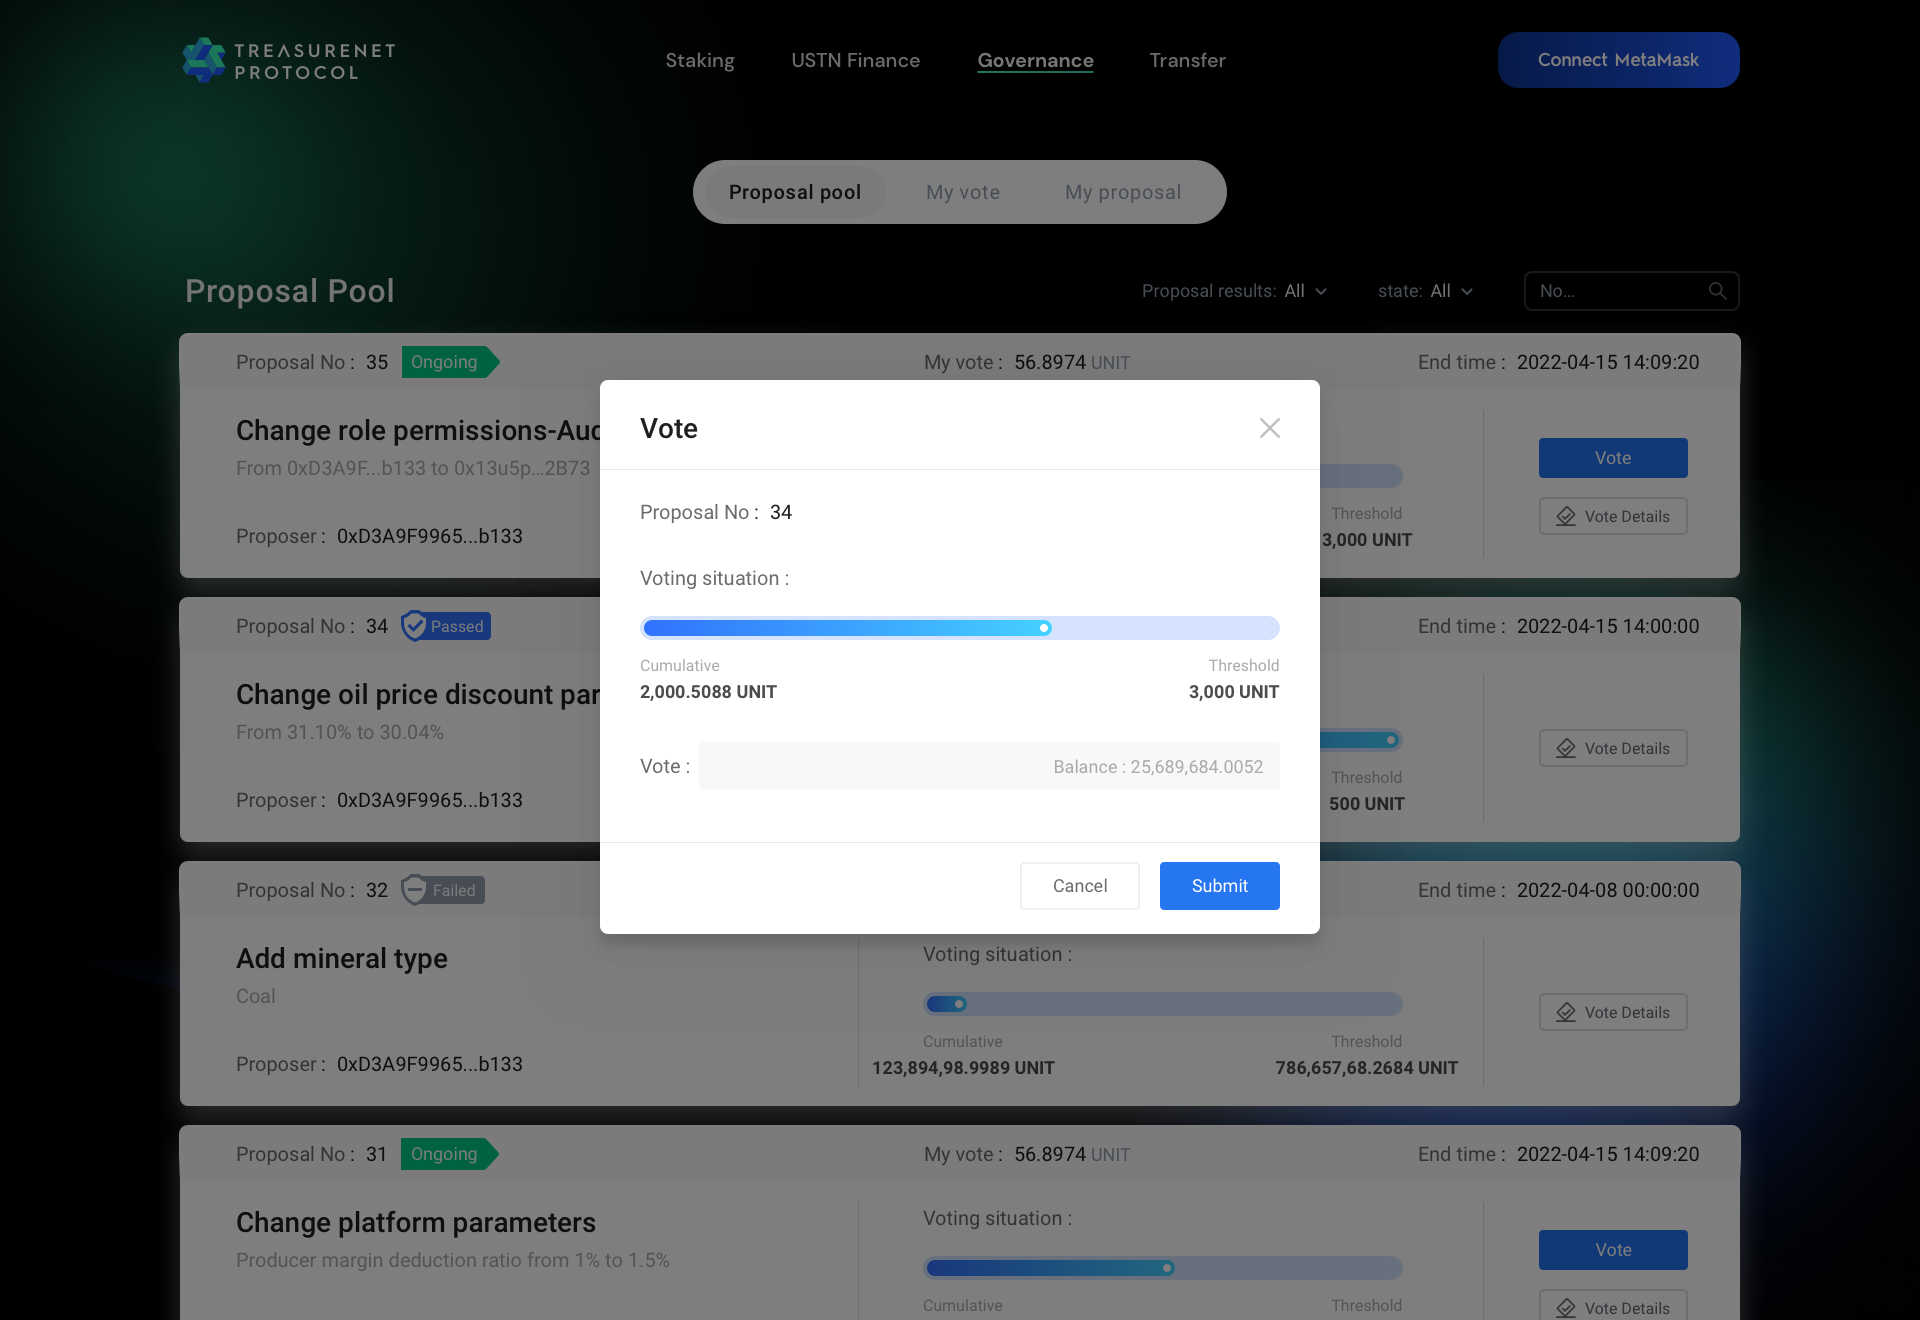 TREASURENET
PROTOCOL
Staking
USTN Finance
Governance
Transfer
Connect MetaMask
Proposal pool
My vote
My proposal
Proposal Pool
Proposal results: All
state: All
No...
Proposal No : 35 Ongoing
My vote : 56.8974 UNIT
End time : 2022-04-15 14:09:20
Change role permissions-Auc
From 0xD3A9F...b133 to 0x13u5p...2B73
Proposer : 0xD3A9F9965...b133
Threshold
3,000 UNIT
Vote
Vote Details
Vote
Proposal No : 34
Voting situation :
Cumulative
2,000.5088 UNIT
Threshold
3,000 UNIT
Vote :
Balance : 25,689,684.0052
Cancel
Submit
Proposal No : 34 Passed
End time : 2022-04-15 14:00:00
Change oil price discount par
From 31.10% to 30.04%
Proposer : 0xD3A9F9965...b133
Threshold
500 UNIT
Vote Details
Proposal No : 32 Failed
End time : 2022-04-08 00:00:00
Add mineral type
Coal
Proposer : 0xD3A9F9965...b133
Voting situation :
Cumulative
123,894,98.9989 UNIT
Threshold
786,657,68.2684 UNIT
Vote Details
Proposal No : 31 Ongoing
My vote : 56.8974 UNIT
End time : 2022-04-15 14:09:20
Change platform parameters
Producer margin deduction ratio from 1% to 1.5%
Voting situation :
Cumulative
Threshold
Vote
Vote Details